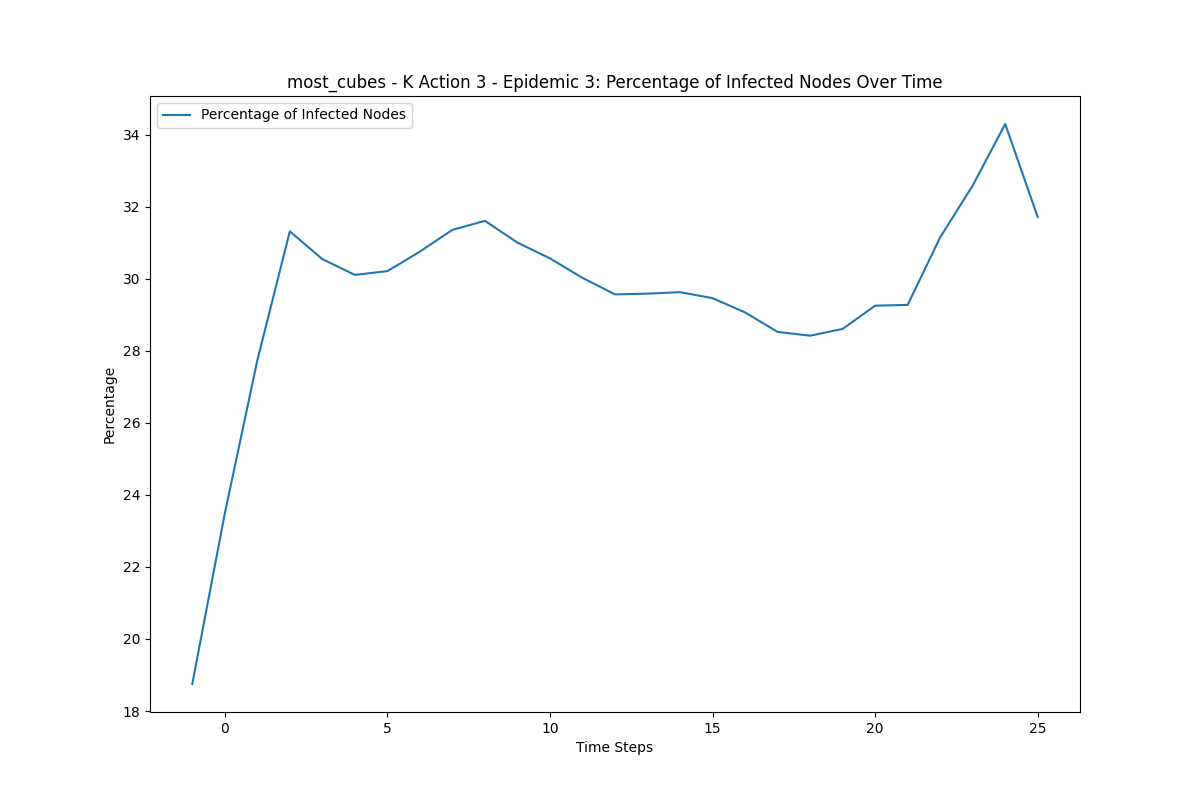 most_cubes - K Action 3 - Epidemic 3: Percentage of Infected Nodes Over Time
Percentage of Infected Nodes
34
32
30
28
26
24
22
20
18
Percentage
0 5 10 15 20 25
Time Steps